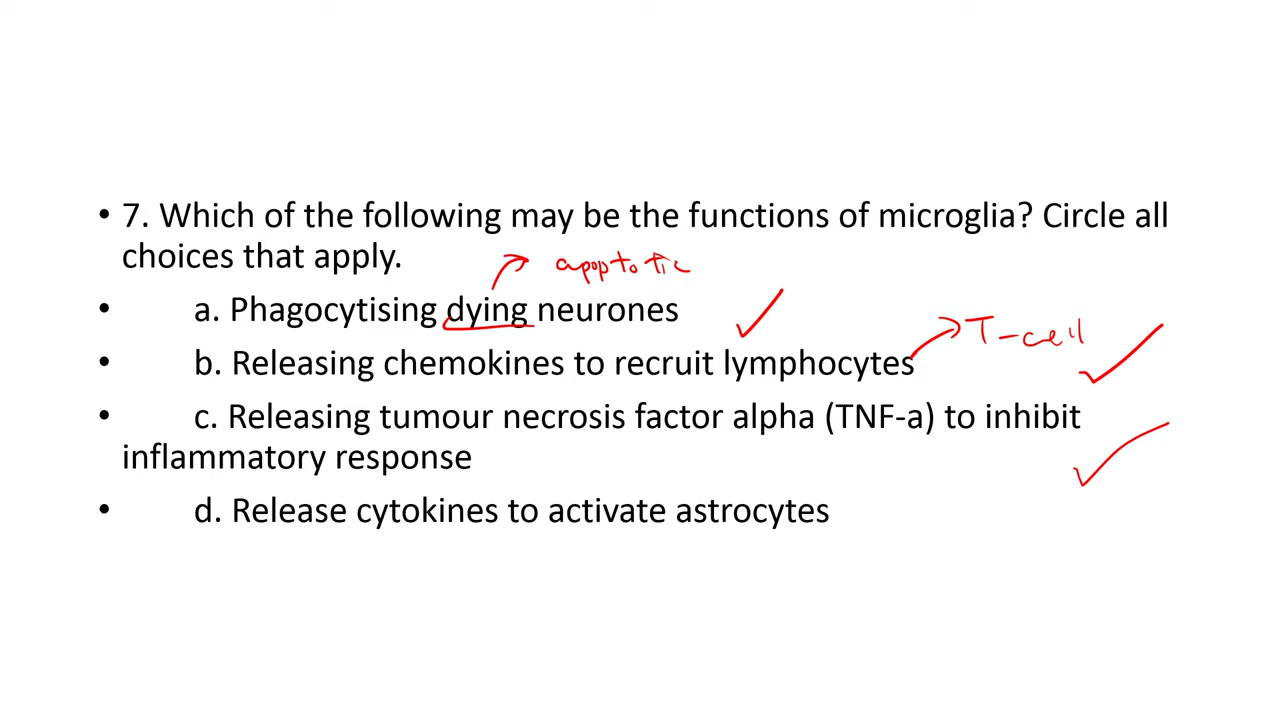 • 7. Which of the following may be the functions of microglia? Circle all
choices that apply.
apoptotic
• a. Phagocytising dying neurones
T-cell
• b. Releasing chemokines to recruit lymphocytes
• c. Releasing tumour necrosis factor alpha (TNF-a) to inhibit
inflammatory response
• d. Release cytokines to activate astrocytes